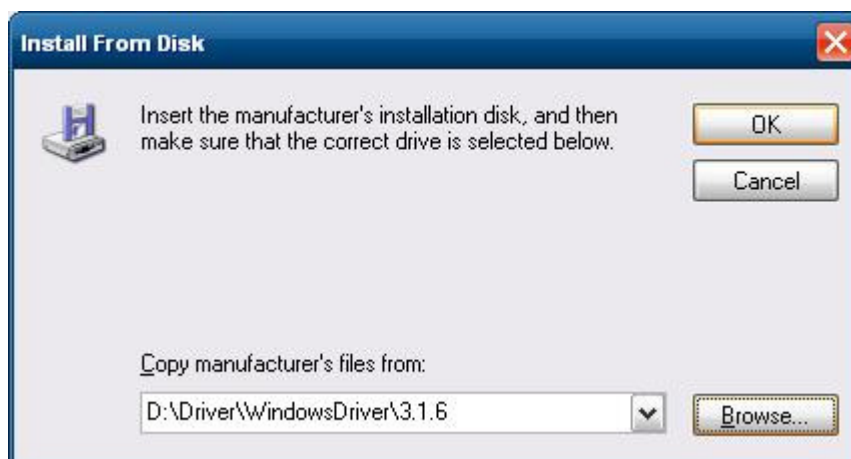 Install From Disk
Insert the manufacturer's installation disk, and then
make sure that the correct drive is selected below.
OK
Cancel
Copy manufacturer's files from:
D:\Driver\WindowsDriver\3.1.6
Browse...